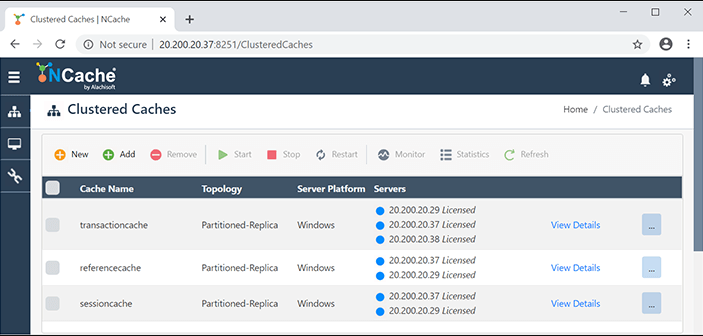 Clustered Caches | NCache
Not secure | 20.200.20.37:8251/ClusteredCaches
NCache
by Alachisoft
Clustered Caches
Home / Clustered Caches
New Add Remove Start Stop Restart Monitor Statistics Refresh
Cache Name Topology Server Platform Servers
20.200.20.29 Licensed
transactioncache Partitioned-Replica Windows 20.200.20.37 Licensed View Details ...
20.200.20.38 Licensed
20.200.20.37 Licensed
referencecache Partitioned-Replica Windows View Details ...
20.200.20.29 Licensed
20.200.20.37 Licensed
sessioncache Partitioned-Replica Windows View Details ...
20.200.20.29 Licensed